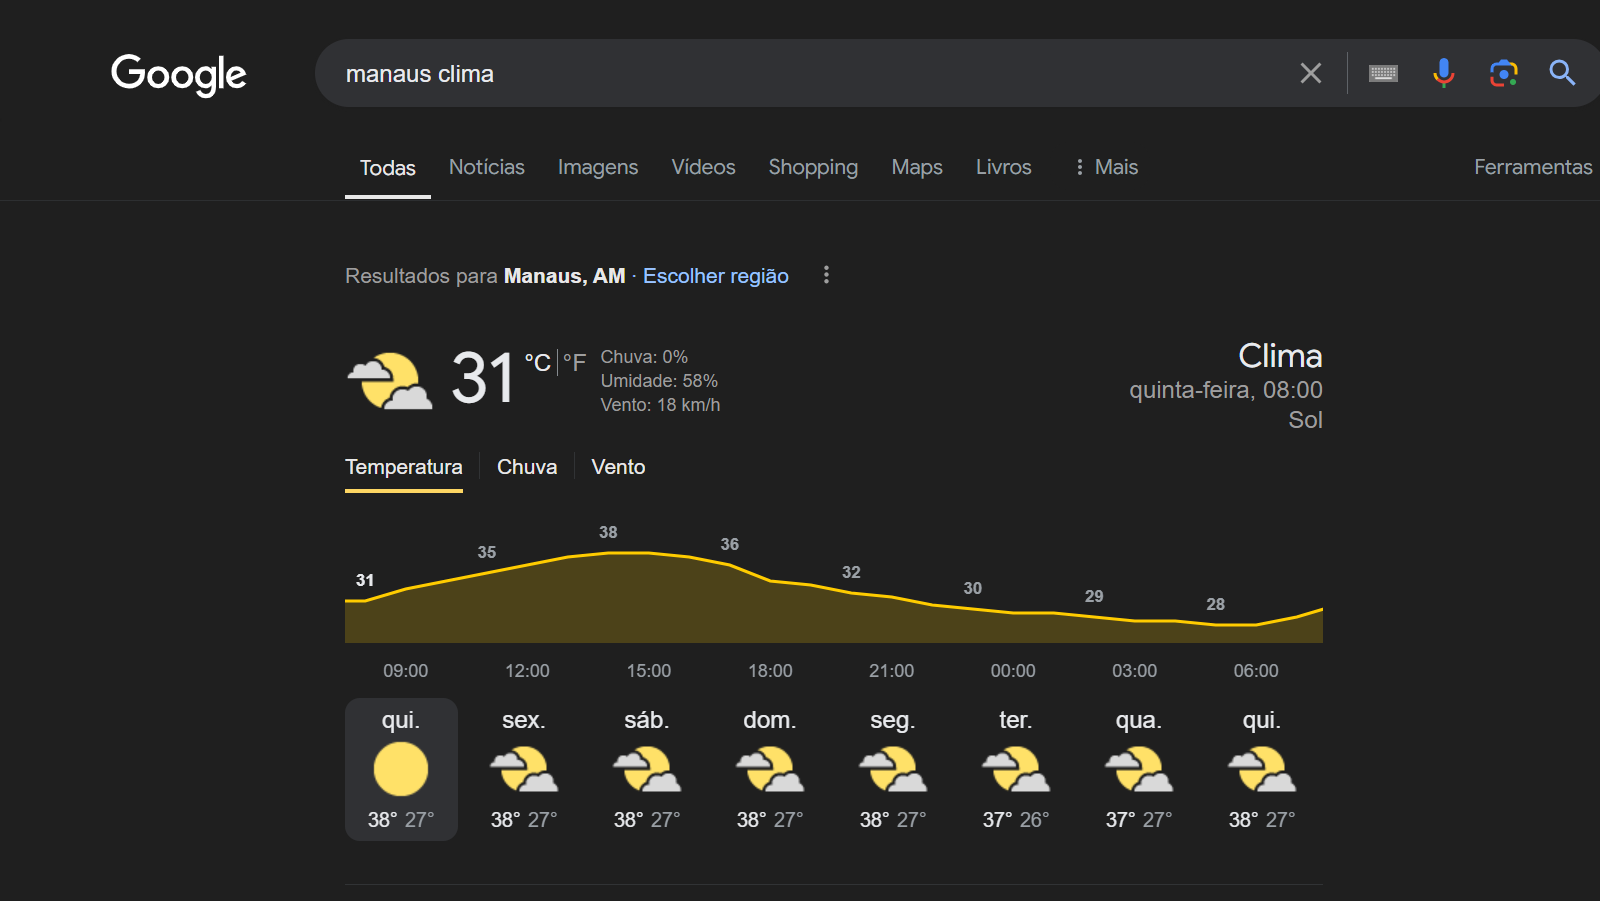 Google
manaus clima
Todas Notícias Imagens Vídeos Shopping Maps Livros Mais Ferramentas
Resultados para Manaus, AM · Escolher região
31 °C | °F
Chuva: 0%
Umidade: 58%
Vento: 18 km/h
Clima
quinta-feira, 08:00
Sol
Temperatura Chuva Vento
31 35 38 36 32 30 29 28
09:00 12:00 15:00 18:00 21:00 00:00 03:00 06:00
qui. sex. sáb. dom. seg. ter. qua. qui.
38° 27° 38° 27° 38° 27° 38° 27° 38° 27° 37° 26° 37° 27° 38° 27°